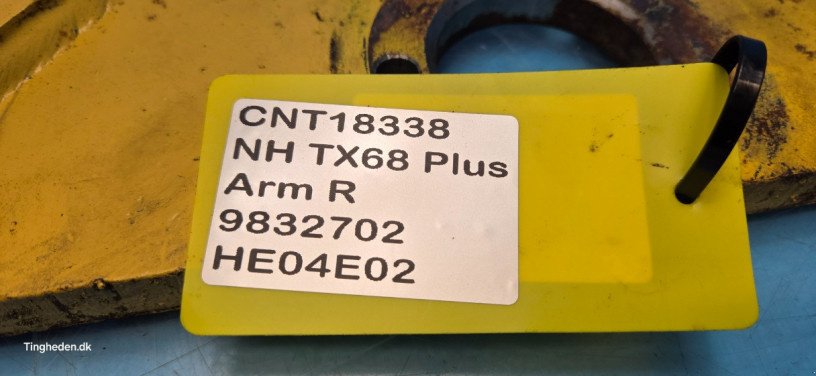 CNT18338
NH TX68 Plus
Arm R
9832702
HE04E02
Tingheden.dk